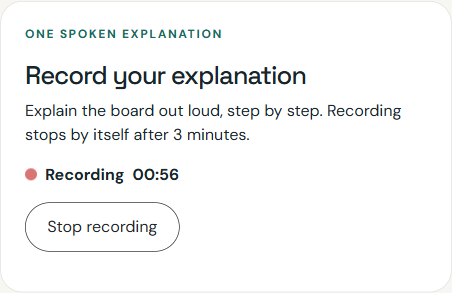 ONE SPOKEN EXPLANATION
Record your explanation
Explain the board out loud, step by step. Recording
stops by itself after 3 minutes.
Recording 00:56
Stop recording